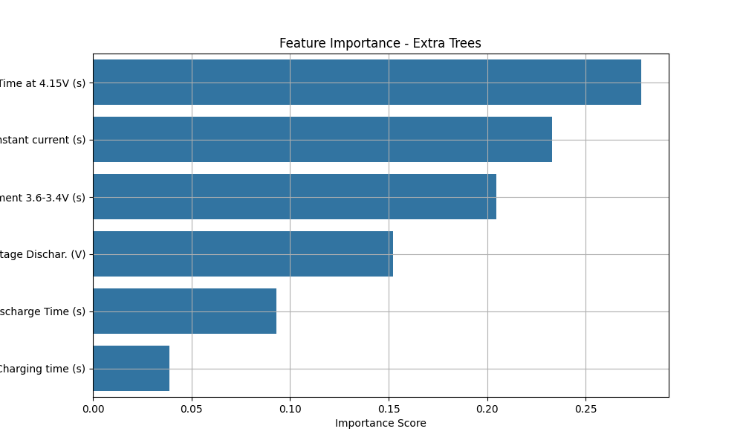 Feature Importance - Extra Trees
Time at 4.15V (s)
nstant current (s)
ment 3.6-3.4V (s)
tage Dischar. (V)
scharge Time (s)
Charging time (s)
0.00 0.05 0.10 0.15 0.20 0.25
Importance Score